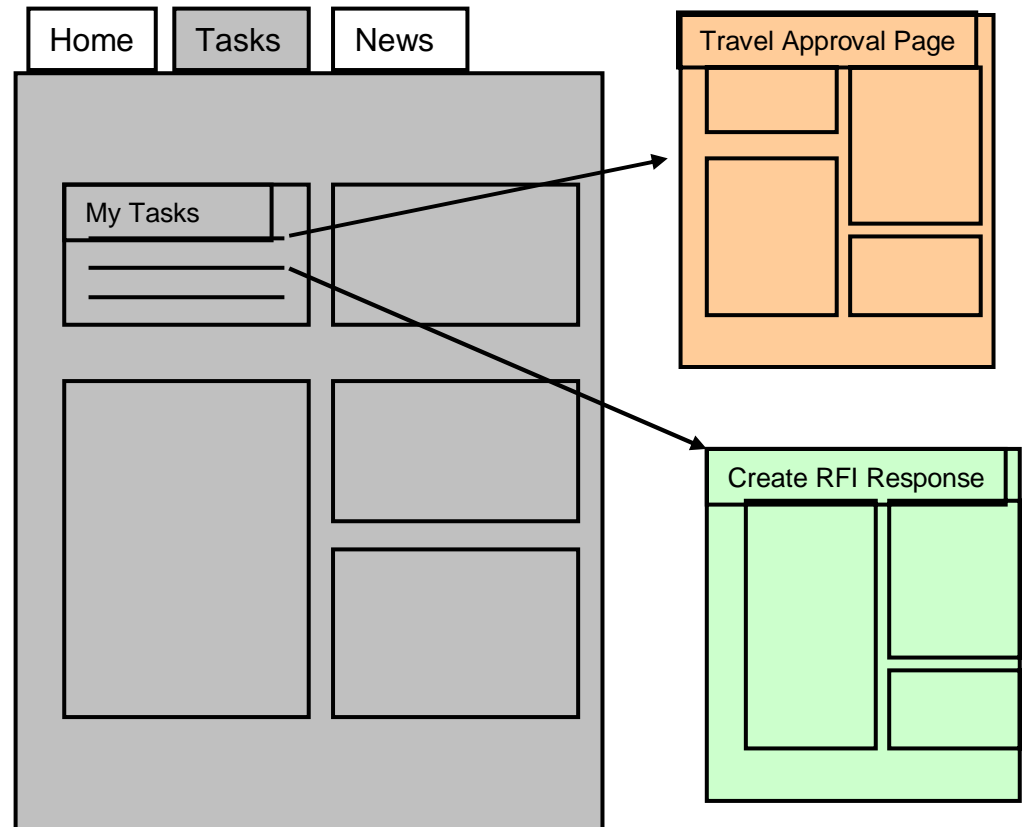 Home
Tasks
News
My Tasks
Travel Approval Page
Create RFI Response